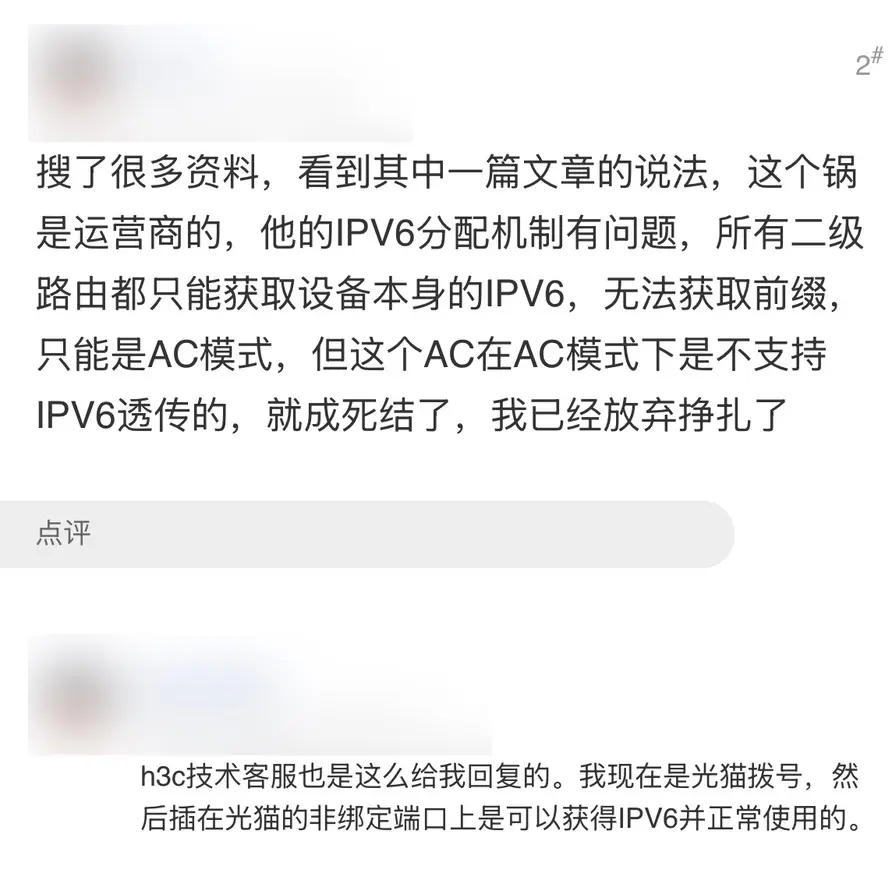 2#
搜了很多资料，看到其中一篇文章的说法，这个锅
是运营商的，他的IPV6分配机制有问题，所有二级
路由都只能获取设备本身的IPV6，无法获取前缀，
只能是AC模式，但这个AC在AC模式下是不支持
IPV6透传的，就成死结了，我已经放弃挣扎了
点评
h3c技术客服也是这么给我回复的。我现在是光猫拨号，然
后插在光猫的非绑定端口上是可以获得IPV6并正常使用的。